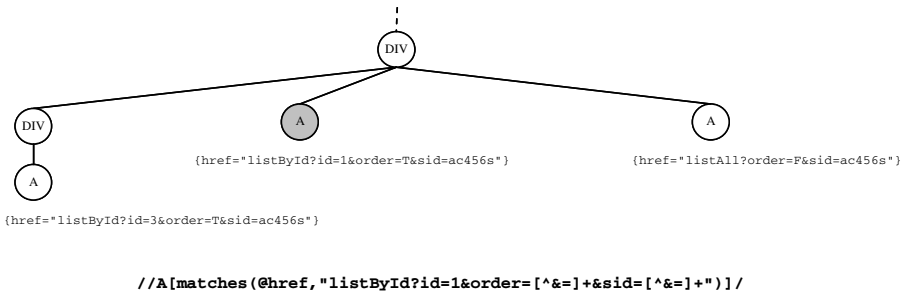 DIV
DIV
A
A
A
{href="listById?id=1&order=T&sid=ac456s"}
{href="listAll?order=F&sid=ac456s"}
{href="listById?id=3&order=T&sid=ac456s"}
//A[matches(@href,"listById?id=1&order=[^&=]+&sid=[^&=]+")]/